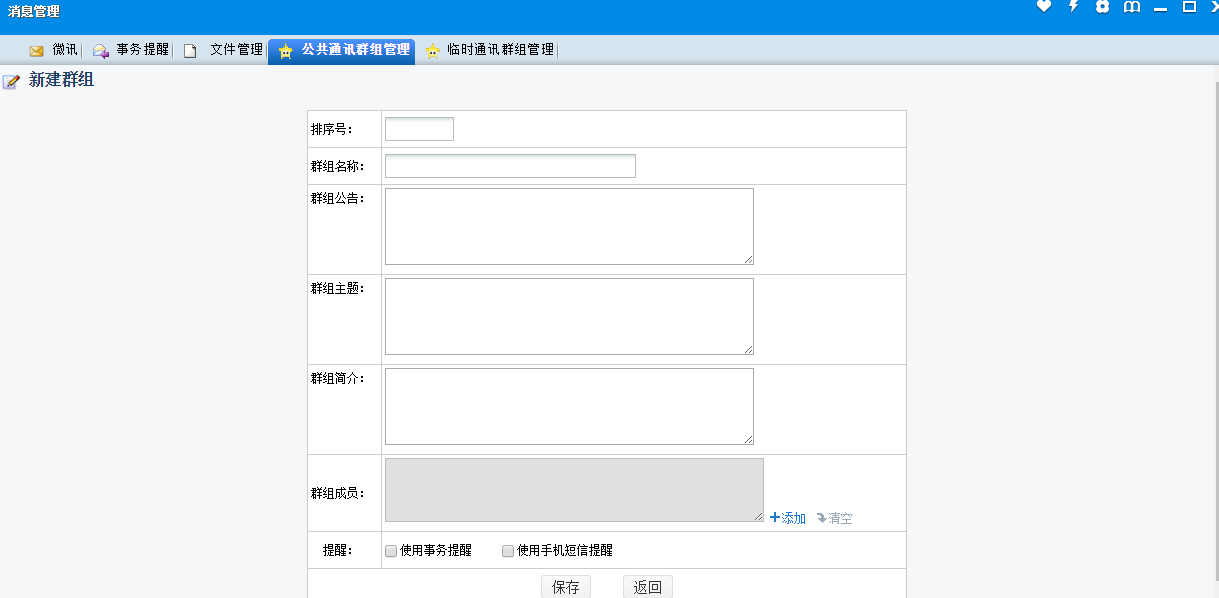 消息管理
微讯 事务提醒 文件管理 公共通讯群组管理 临时通讯群组管理
新建群组
排序号：
群组名称：
群组公告：
群组主题：
群组简介：
群组成员：
添加 清空
提醒： 使用事务提醒 使用手机短信提醒
保存 返回